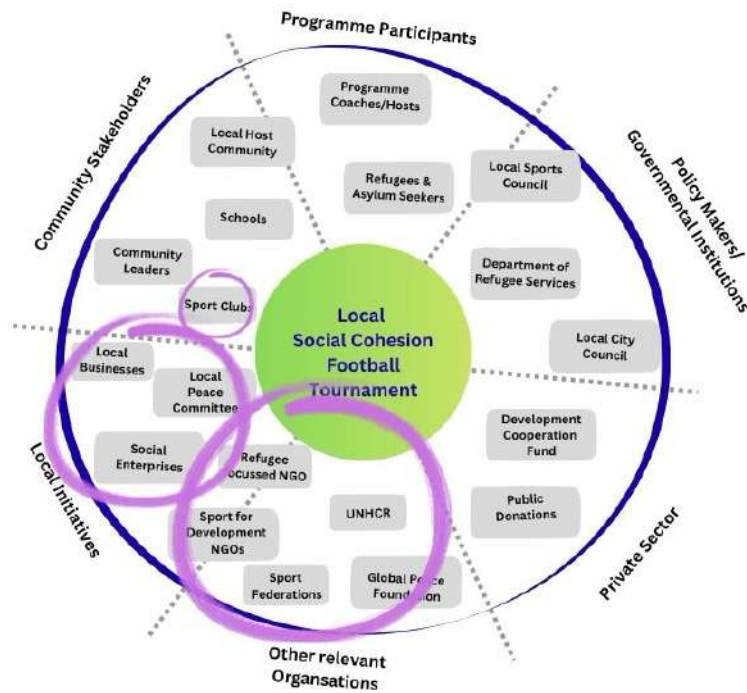 Programme Participants
Community Stakeholders
Policy Makers/
Governmental Institutions
Programme
Coaches/Hosts
Local Host
Community
Refugees &
Asylum Seekers
Local Sports
Council
Schools
Community
Leaders
Department of
Refugee Services
Sport Clubs
Local
Social Cohesion
Football
Tournament
Local City
Council
Local
Businesses
Local
Peace
Committee
Social
Enterprises
Refugee
Focussed NGO
Development
Cooperation
Fund
Public
Donations
UNHCR
Sport for
Development
NGOs
Sport
Federations
Global Peace
Foundation
Local Initiatives
Private Sector
Other relevant
Organsations